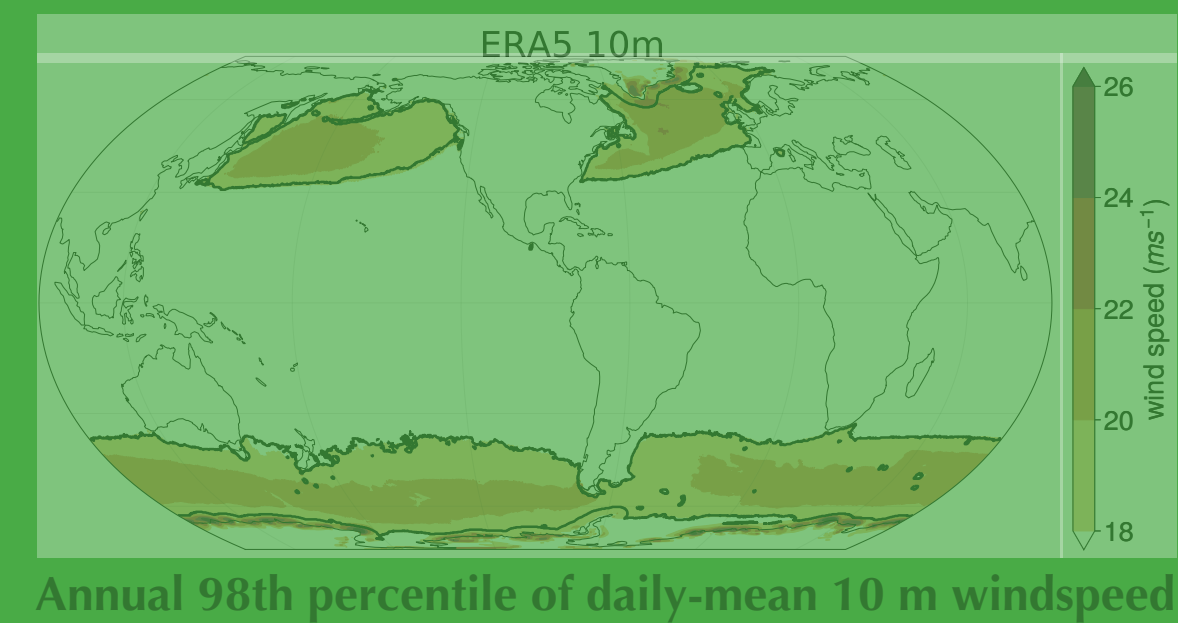 ERA5 10m
26
24
22
20
18
wind speed (ms⁻¹)
Annual 98th percentile of daily-mean 10 m windspeed